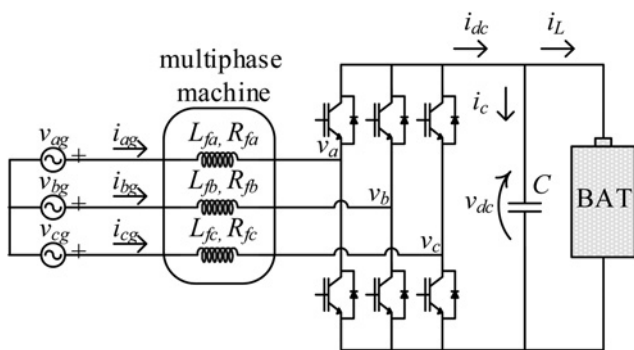 i_dc
i_L
multiphase
machine
i_c
v_ag
i_ag
L_fa, R_fa
v_a
v_bg
i_bg
L_fb, R_fb
v_b
v_dc
C
BAT
v_cg
i_cg
L_fc, R_fc
v_c